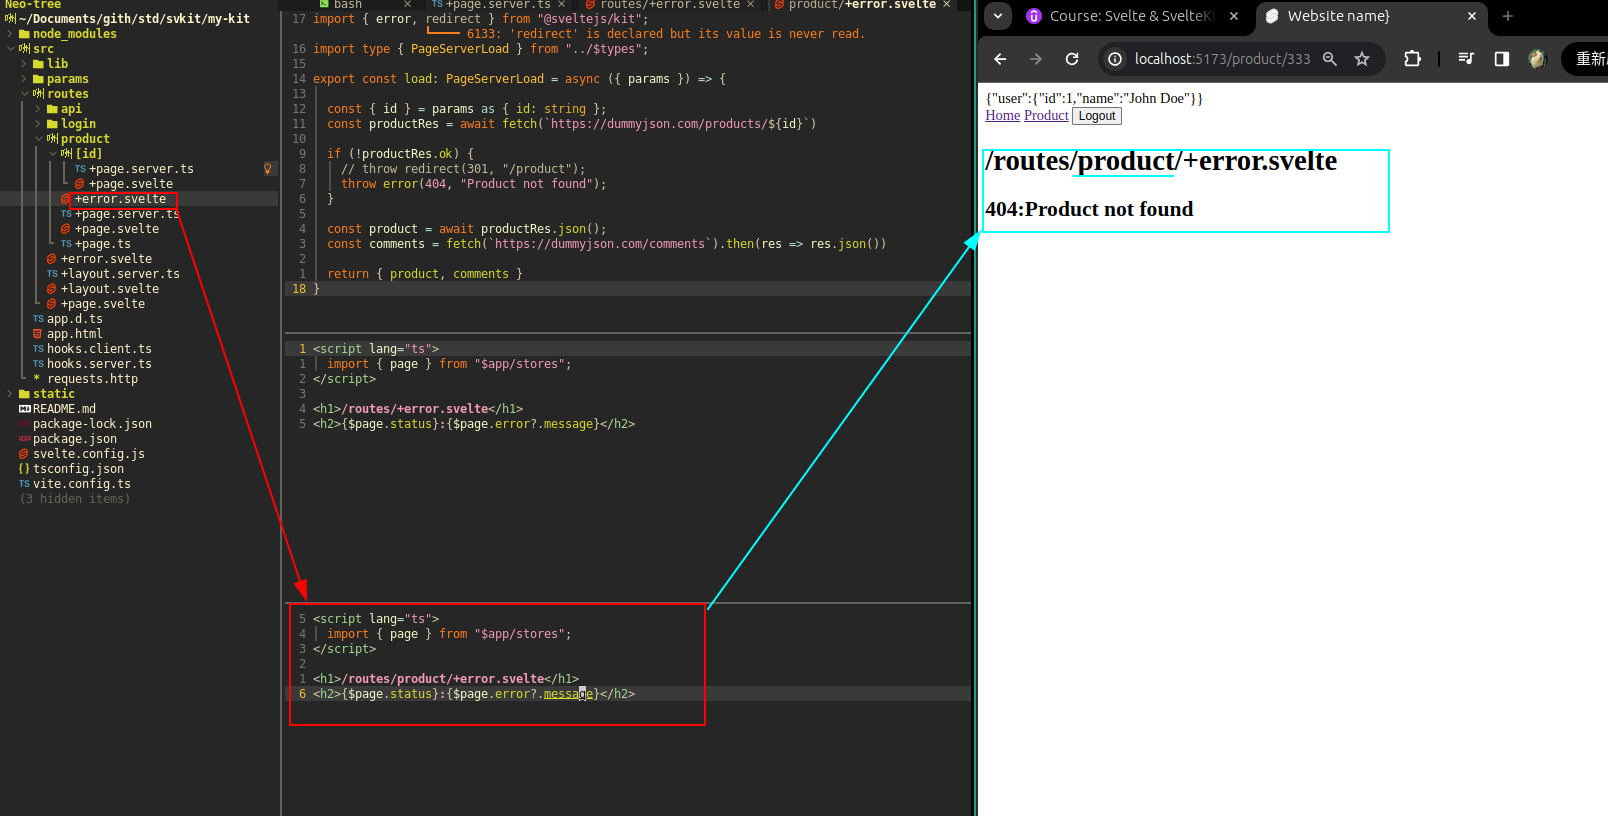 Neo-tree
~/Documents/gith/std/svkit/my-kit
node_modules
src
lib
params
routes
api
login
product
[id]
TS +page.server.ts
+page.svelte
+error.svelte
TS +page.server.ts
+page.svelte
TS +page.ts
+error.svelte
TS +layout.server.ts
+layout.svelte
+page.svelte
TS app.d.ts
app.html
TS hooks.client.ts
TS hooks.server.ts
* requests.http
static
README.md
package-lock.json
package.json
svelte.config.js
{} tsconfig.json
TS vite.config.ts
(3 hidden items)
bash × TS +page.server.ts × routes/+error.svelte × product/+error.svelte ×
17 import { error, redirect } from "@sveltejs/kit";
6133: 'redirect' is declared but its value is never read.
16 import type { PageServerLoad } from "../$types";
15
14 export const load: PageServerLoad = async ({ params }) => {
13
12 const { id } = params as { id: string };
11 const productRes = await fetch(`https://dummyjson.com/products/${id}`)
10
9 if (!productRes.ok) {
8 // throw redirect(301, "/product");
7 throw error(404, "Product not found");
6 }
5
4 const product = await productRes.json();
3 const comments = fetch(`https://dummyjson.com/comments`).then(res => res.json())
2
1 return { product, comments }
18 }
1 <script lang="ts">
1 import { page } from "$app/stores";
2 </script>
3
4 <h1>/routes/+error.svelte</h1>
5 <h2>{$page.status}:{$page.error?.message}</h2>
5 <script lang="ts">
4 import { page } from "$app/stores";
3 </script>
2
1 <h1>/routes/product/+error.svelte</h1>
6 <h2>{$page.status}:{$page.error?.message}</h2>
Course: Svelte & SvelteK
Website name}
localhost:5173/product/333
重新
{"user":{"id":1,"name":"John Doe"}}
Home Product Logout
/routes/product/+error.svelte
404:Product not found